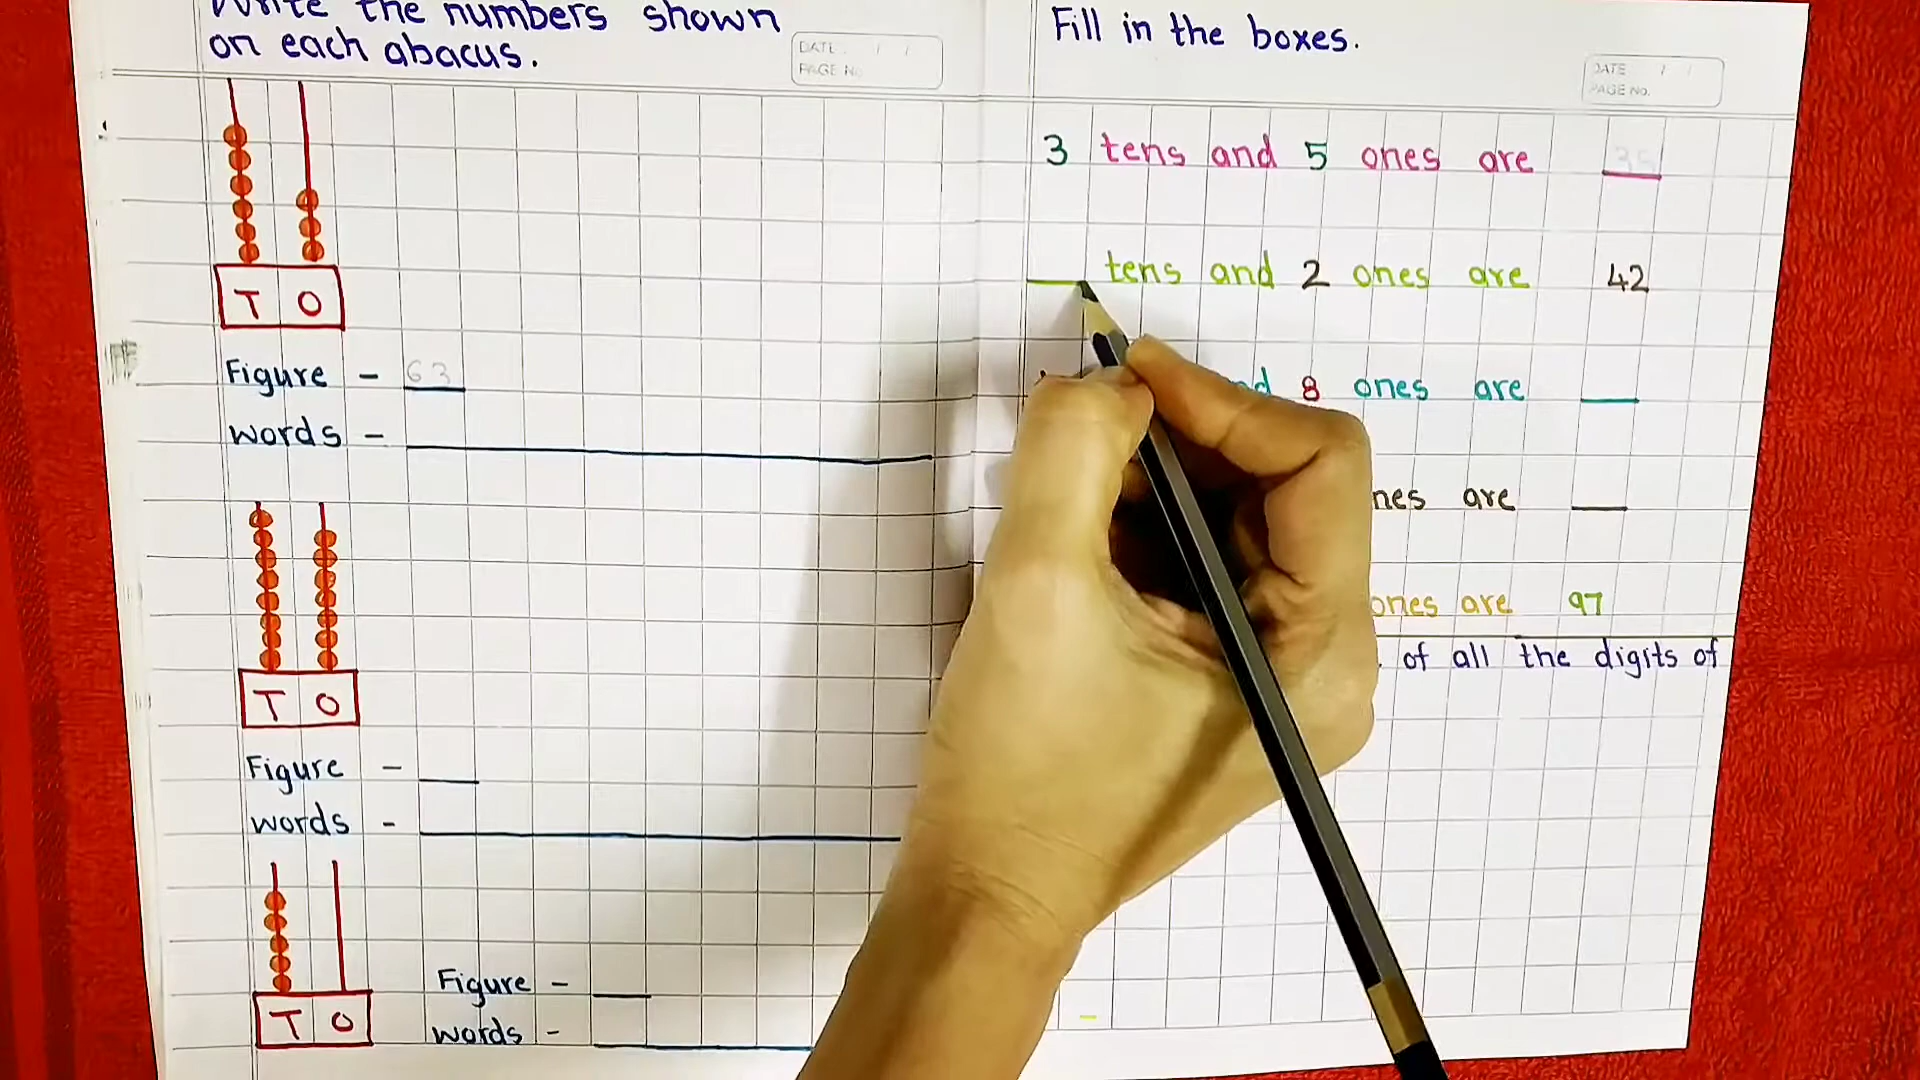 Write the numbers shown
on each abacus.
DATE / /
PAGE No.
T O
Figure - 63
words -
T O
Figure -
words -
T O
Figure -
words -
Fill in the boxes.
DATE / /
PAGE No.
3 tens and 5 ones are 35
tens and 2 ones are 42
8 ones are
are
ones are 97
of all the digits of